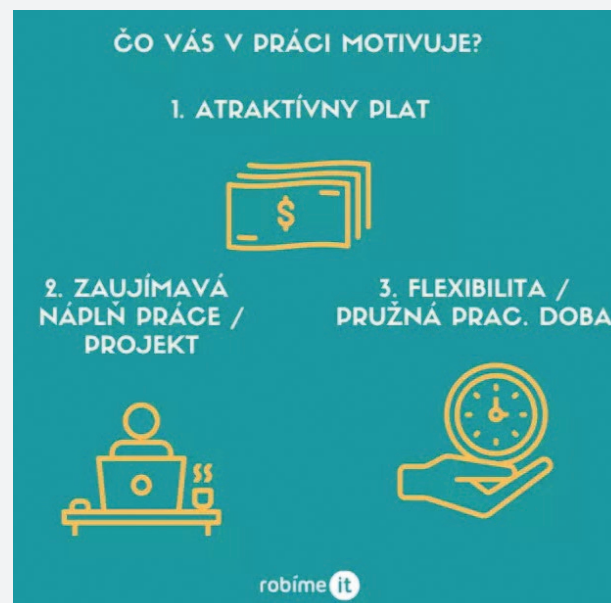 ČO VÁS V PRÁCI MOTIVUJE?
1. ATRAKTÍVNY PLAT
$
2. ZAUJÍMAVÁ
NÁPLŇ PRÁCE /
PROJEKT
3. FLEXIBILITA /
PRUŽNÁ PRAC. DOBA
robíme it